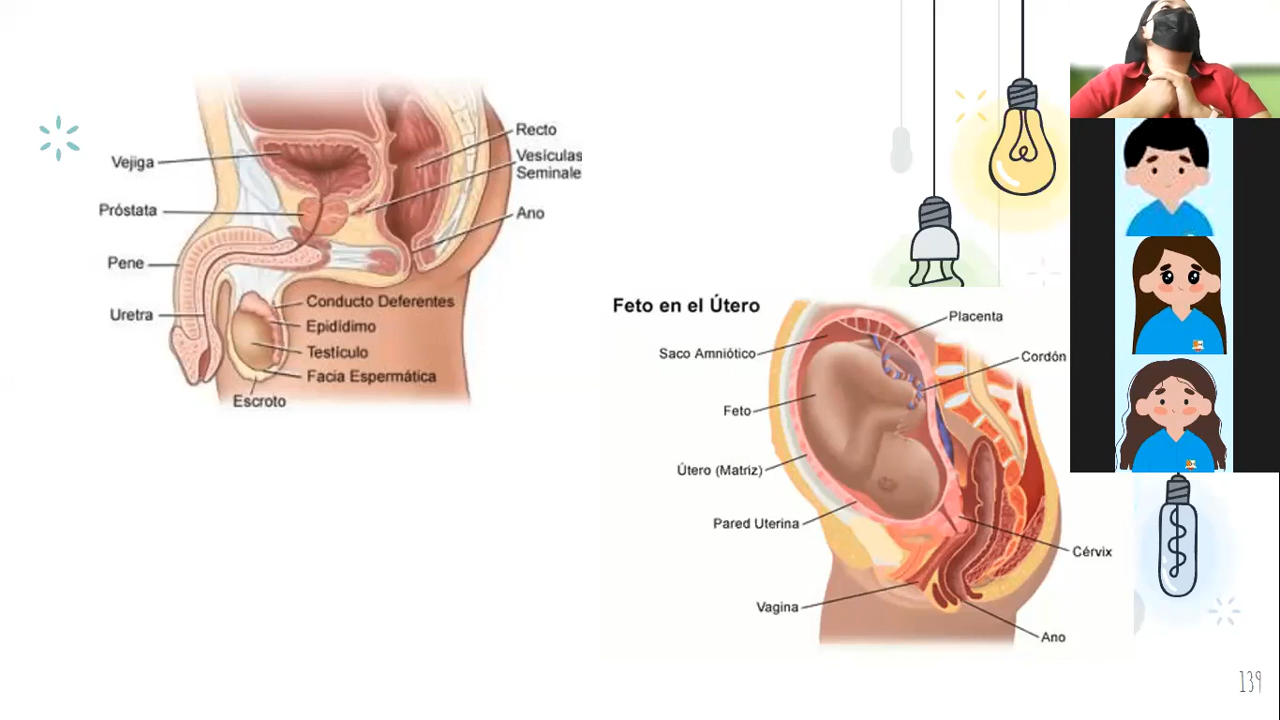 Vejiga
Próstata
Pene
Uretra
Recto
Vesículas
Seminale
Ano
Conducto Deferentes
Epidídimo
Testículo
Facia Espermática
Escroto
Feto en el Útero
Saco Amniótico
Feto
Útero (Matriz)
Pared Uterina
Vagina
Placenta
Cordón
Cérvix
Ano
139